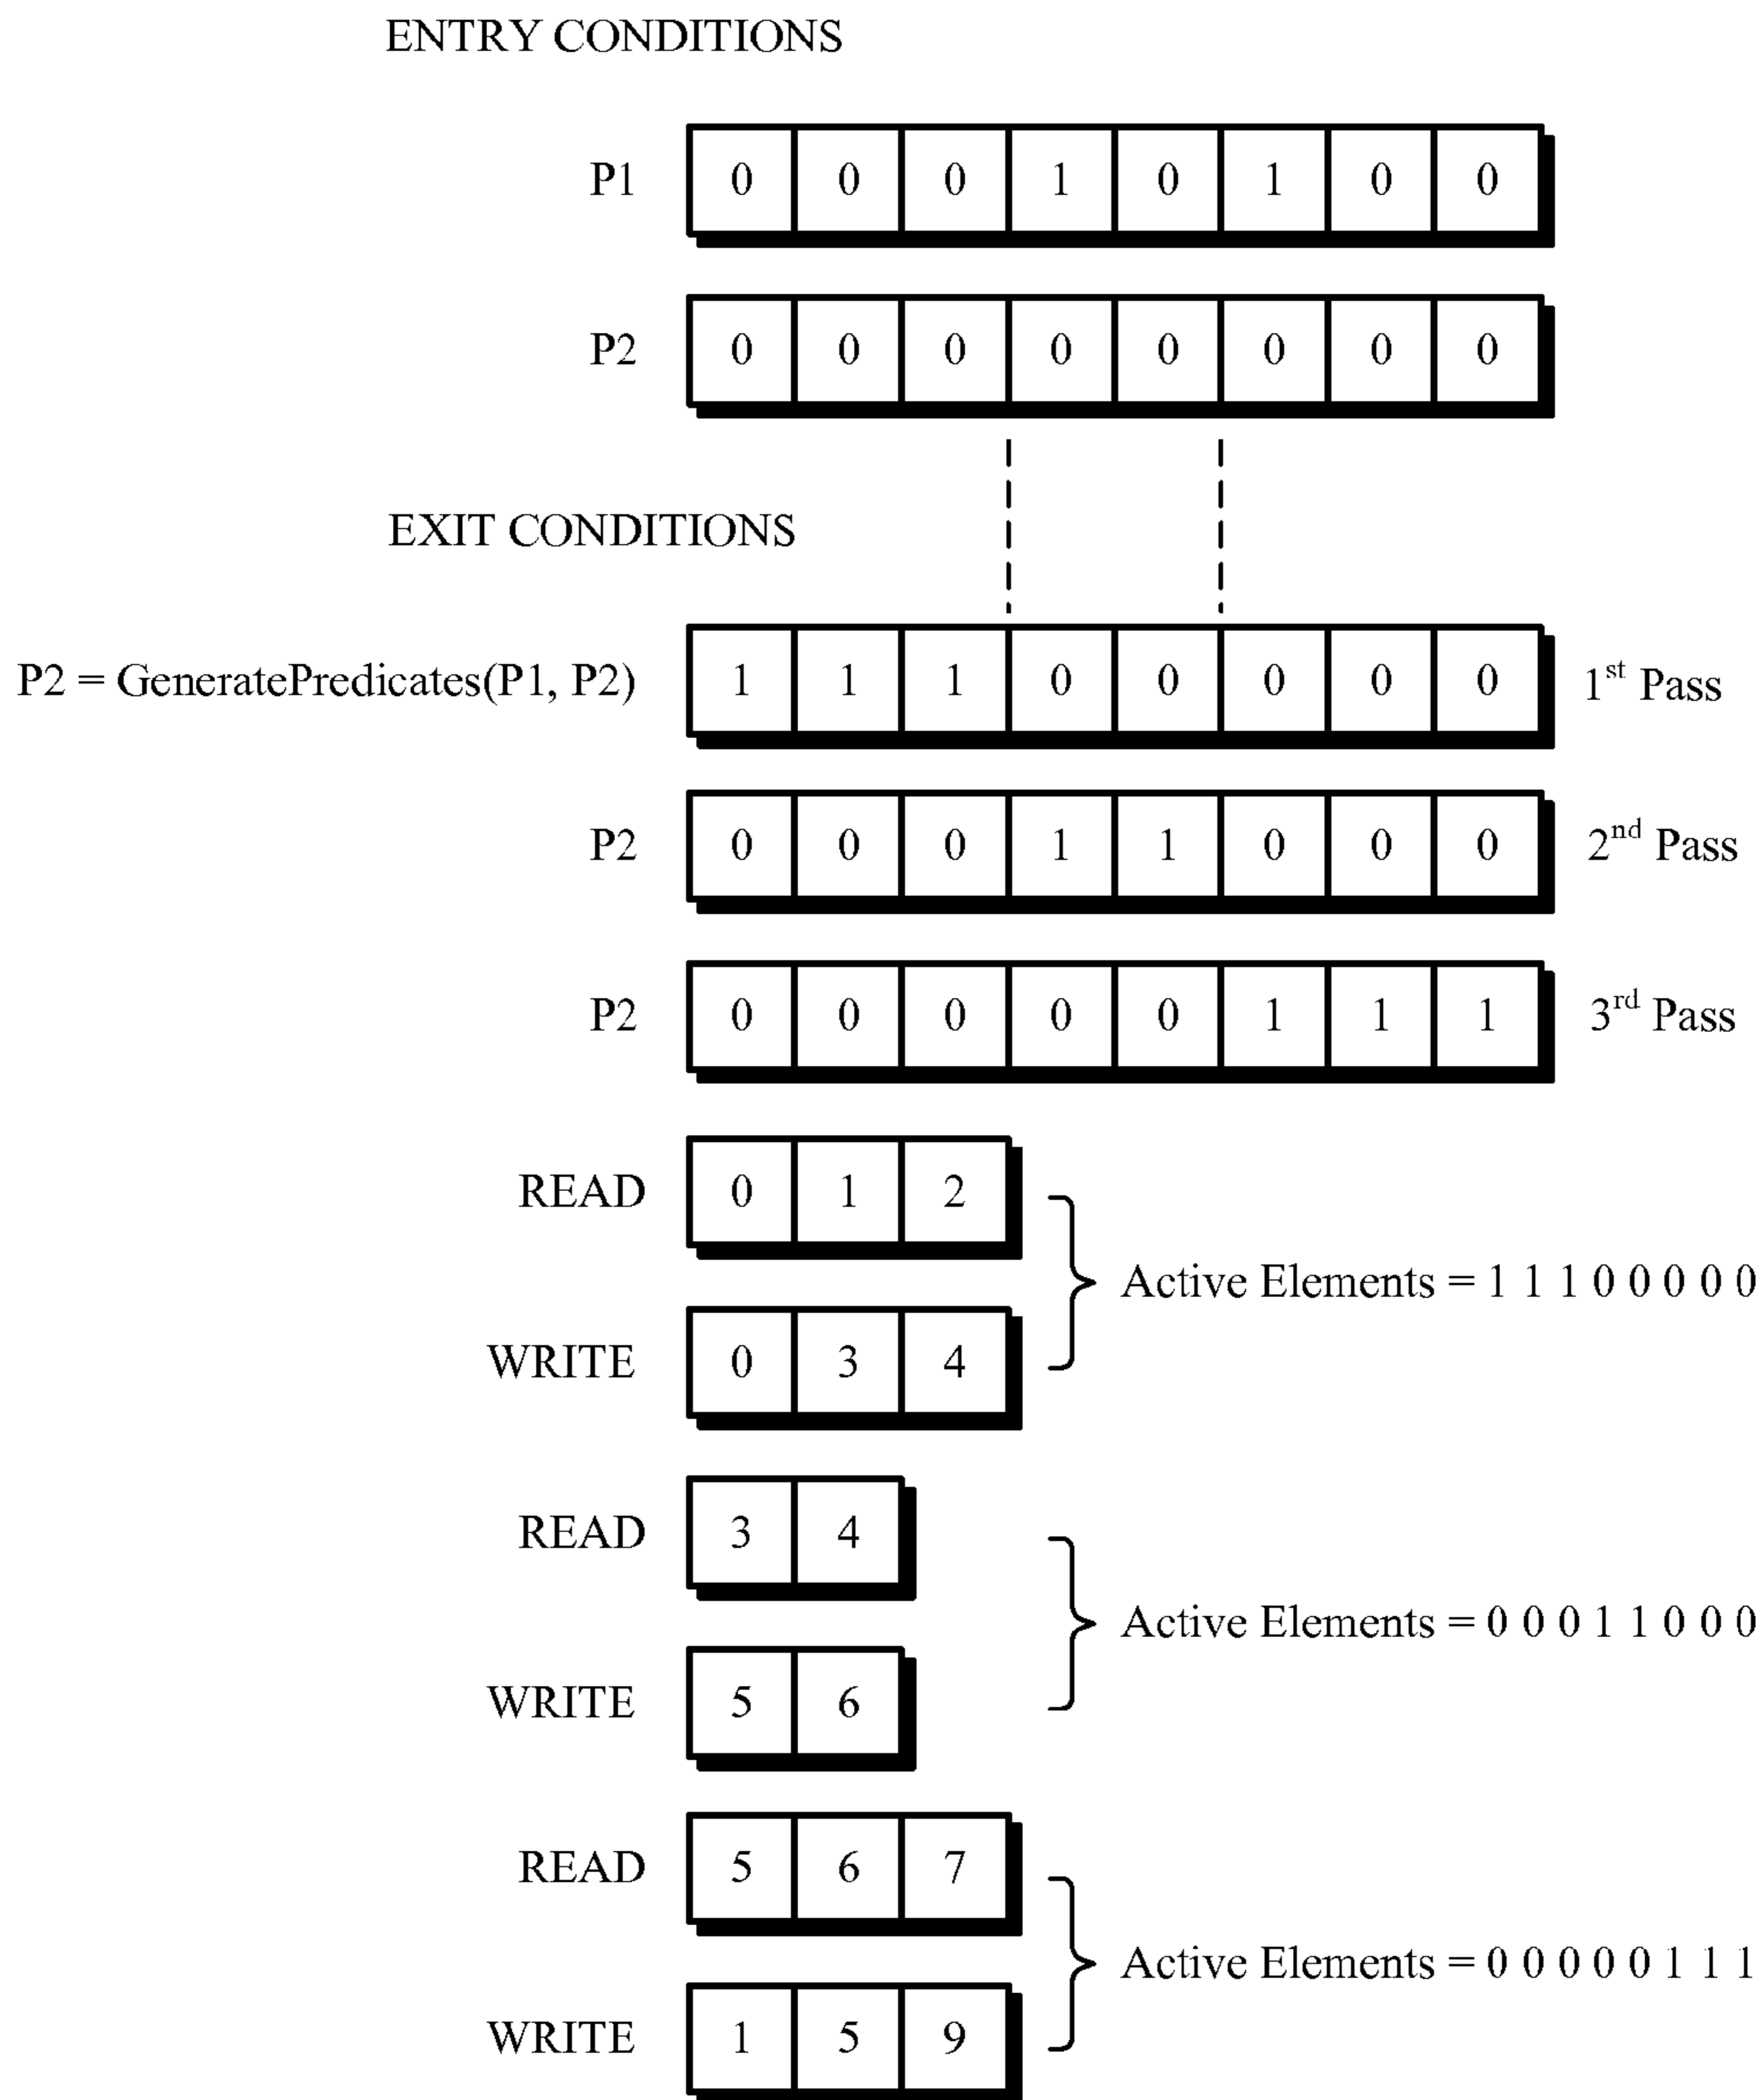 ENTRY CONDITIONS
P1 0 0 0 1 0 1 0 0
P2 0 0 0 0 0 0 0 0
EXIT CONDITIONS
P2 = GeneratePredicates(P1, P2) 1 1 1 0 0 0 0 0 1st Pass
P2 0 0 0 1 1 0 0 0 2nd Pass
P2 0 0 0 0 0 1 1 1 3rd Pass
READ 0 1 2
Active Elements = 1 1 1 0 0 0 0 0
WRITE 0 3 4
READ 3 4
Active Elements = 0 0 0 1 1 0 0 0
WRITE 5 6
READ 5 6 7
Active Elements = 0 0 0 0 0 1 1 1
WRITE 1 5 9